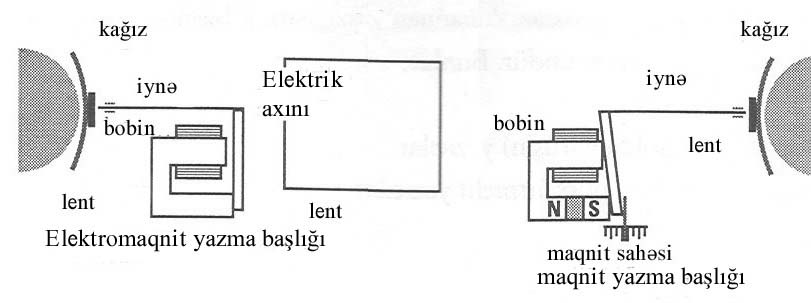 kağız
iynə
bobin
lent
Elektromaqnit yazma başlığı
Elektrik
axını
lent
kağız
iynə
bobin
lent
N S
maqnit sahəsi
maqnit yazma başlığı